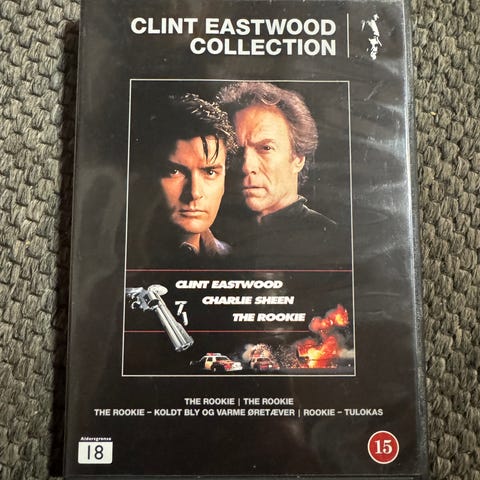 CLINT EASTWOOD
COLLECTION
CLINT EASTWOOD
CHARLIE SHEEN
THE ROOKIE
THE ROOKIE | THE ROOKIE
THE ROOKIE – KOLDT BLY OG VARME ØRETÆVER | ROOKIE – TULOKAS
Aldersgrense
18
15